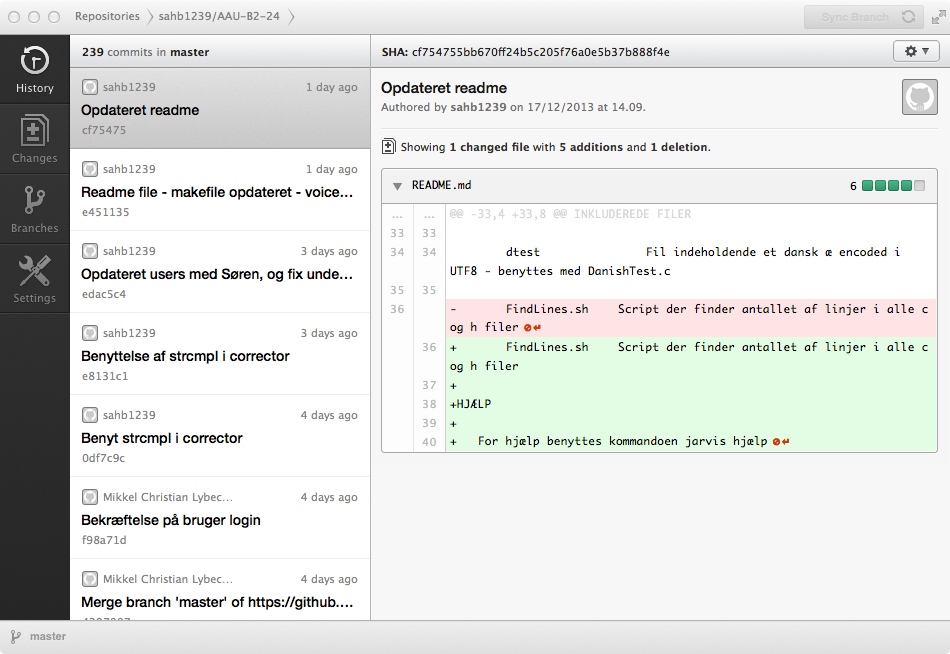 Repositories sahb1239/AAU-B2-24
Sync Branch
History
Changes
Branches
Settings
239 commits in master
sahb1239 1 day ago
Opdateret readme
cf75475
sahb1239 1 day ago
Readme file - makefile opdateret - voice...
e451135
sahb1239 3 days ago
Opdateret users med Søren, og fix unde...
edac5c4
sahb1239 3 days ago
Benyttelse af strcmpl i corrector
e8131c1
sahb1239 4 days ago
Benyt strcmpl i corrector
0df7c9c
Mikkel Christian Lybec... 4 days ago
Bekræftelse på bruger login
f98a71d
Mikkel Christian Lybec... 4 days ago
Merge branch 'master' of https://github....
SHA: cf754755bb670ff24b5c205f76a0e5b37b888f4e
Opdateret readme
Authored by sahb1239 on 17/12/2013 at 14.09.
Showing 1 changed file with 5 additions and 1 deletion.
README.md 6
... ... @@ -33,4 +33,8 @@ INKLUDEREDE FILER
33 33
34 34 dtest Fil indeholdende et dansk æ encoded i
UTF8 - benyttes med DanishTest.c
35 35
36 - FindLines.sh Script der finder antallet af linjer i alle c
og h filer
36 + FindLines.sh Script der finder antallet af linjer i alle c
og h filer
37 +
38 +HJÆLP
39 +
40 + For hjælp benyttes kommandoen jarvis hjælp
master